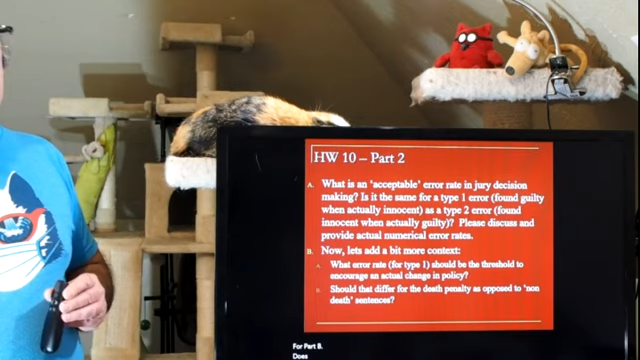 HW 10 – Part 2
A. What is an ‘acceptable’ error rate in jury decision
making? Is it the same for a type 1 error (found guilty
when actually innocent) as a type 2 error (found
innocent when actually guilty)? Please discuss and
provide actual numerical error rates.
B. Now, lets add a bit more context:
A. What error rate (for type 1) should be the threshold to
encourage an actual change in policy?
B. Should that differ for the death penalty as opposed to ‘non
death’ sentences?
For Part B.
Does